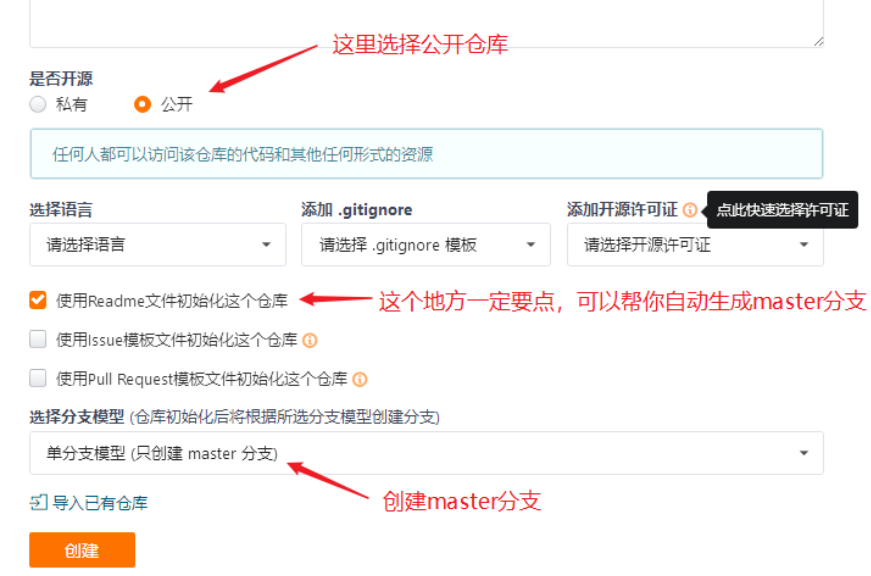 这里选择公开仓库
是否开源
私有 公开
任何人都可以访问该仓库的代码和其他任何形式的资源
选择语言 添加 .gitignore 添加开源许可证 点此快速选择许可证
请选择语言 请选择 .gitignore 模板 请选择开源许可证
使用Readme文件初始化这个仓库 这个地方一定要点，可以帮你自动生成master分支
使用Issue模板文件初始化这个仓库
使用Pull Request模板文件初始化这个仓库
选择分支模型 (仓库初始化后将根据所选分支模型创建分支)
单分支模型 (只创建 master 分支)
导入已有仓库 创建master分支
创建